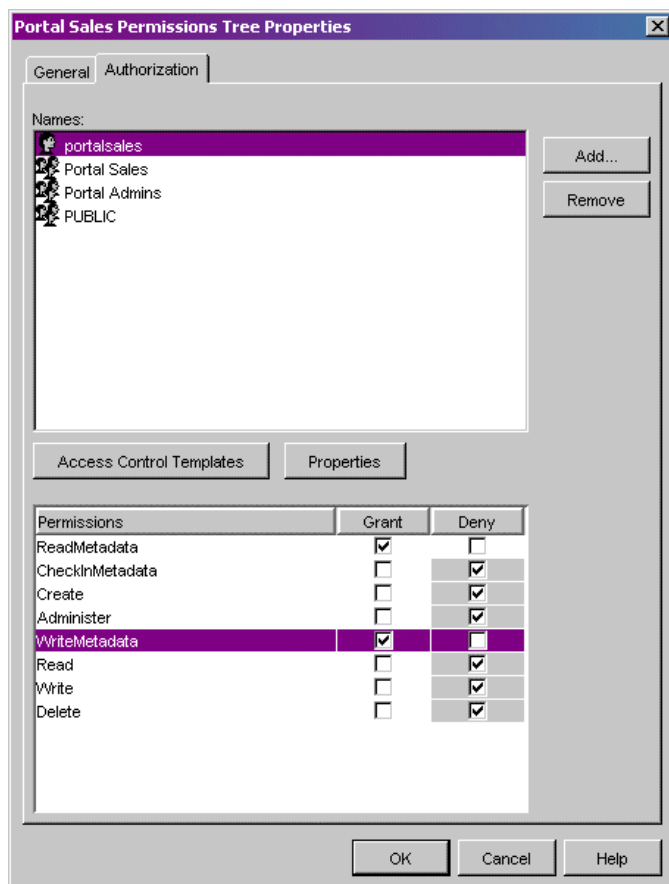 Portal Sales Permissions Tree Properties
General Authorization
Names:
portalsales
Portal Sales
Portal Admins
PUBLIC
Add...
Remove
Access Control Templates Properties
Permissions Grant Deny
ReadMetadata
CheckInMetadata
Create
Administer
WriteMetadata
Read
Write
Delete
OK Cancel Help